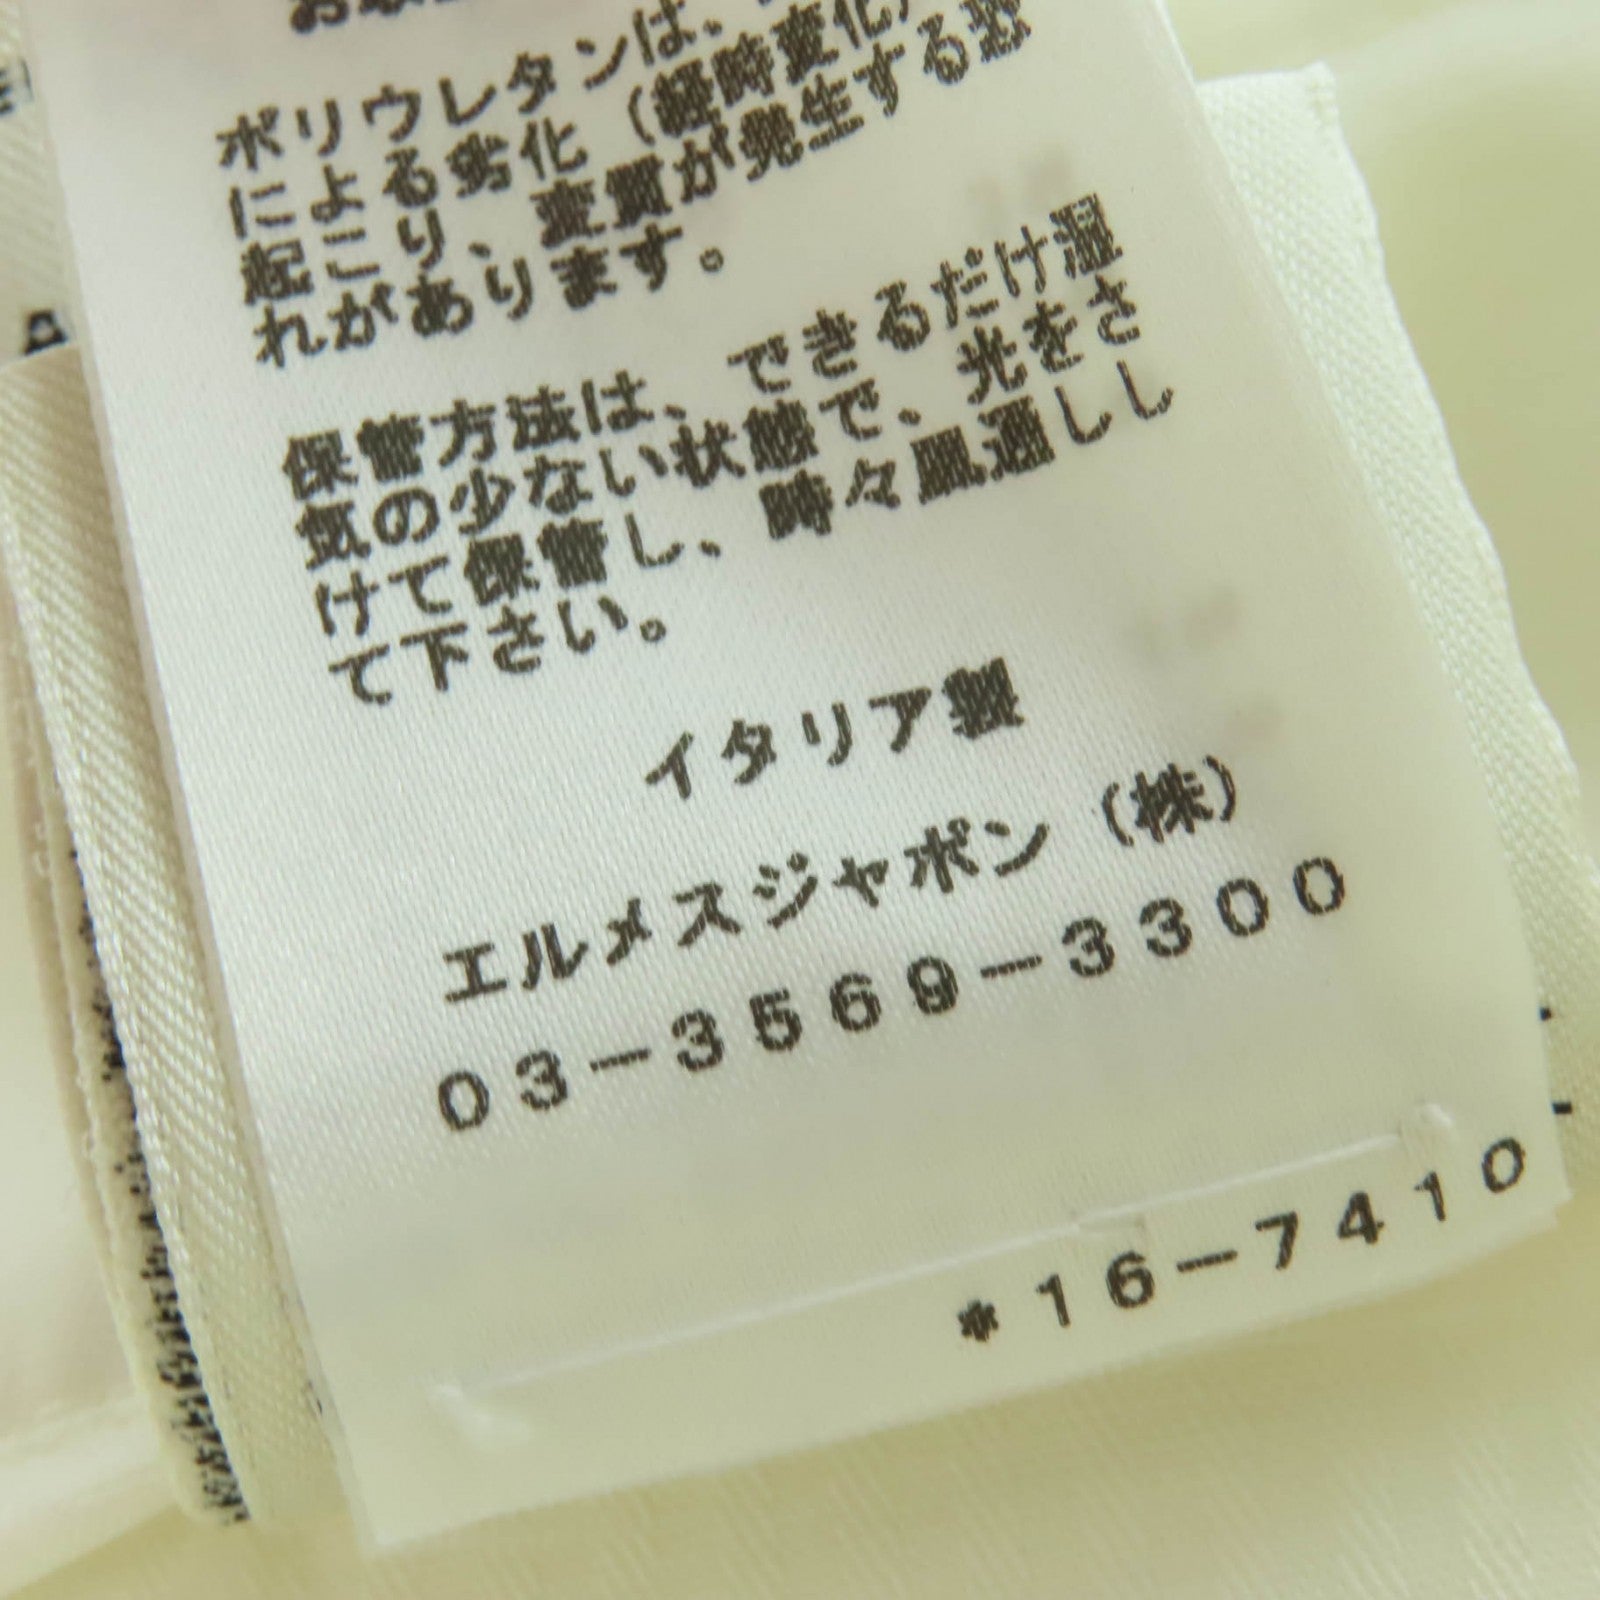 ポリウレタンは、
による劣化（経時変化
起こり、変質が発生する恐
れがあります。
保管方法は、できるだけ湿
気の少ない状態で、光をさ
けて保管し、時々風通しし
て下さい。
イタリア製
エルメスジャポン（株）
03-3569-3300
*16-7410